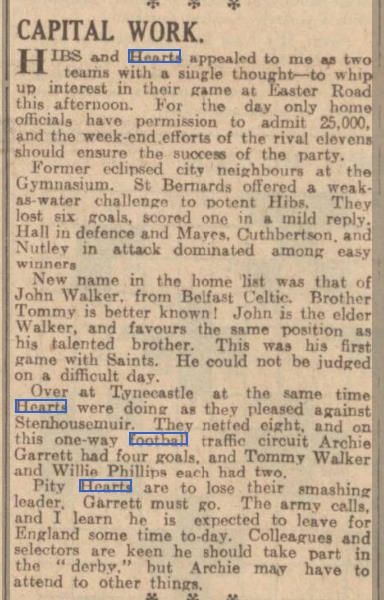 * * *
CAPITAL WORK.
HIBS and Hearts appealed to me as two
teams with a single thought—to whip
up interest in their game at Easter Road
this afternoon. For the day only home
officials have permission to admit 25,000,
and the week-end efforts of the rival elevens
should ensure the success of the party.
Former eclipsed city neighbours at the
Gymnasium. St Bernards offered a weak-
as-water challenge to potent Hibs. They
lost six goals, scored one in a mild reply.
Hall in defence and Mayes, Cuthbertson, and
Nutley in attack dominated among easy
winners
New name in the home list was that of
John Walker, from Belfast Celtic. Brother
Tommy is better known! John is the elder
Walker, and favours the same position as
his talented brother. This was his first
game with Saints. He could not be judged
on a difficult day.
Over at Tynecastle at the same time
Hearts were doing as they pleased against
Stenhousemuir. They netted eight, and on
this one-way football traffic circuit Archie
Garrett had four goals, and Tommy Walker
and Willie Phillips each had two.
Pity Hearts are to lose their smashing
leader. Garrett must go. The army calls,
and I learn he is expected to leave for
England some time to-day. Colleagues and
selectors are keen he should take part in
the " derby," but Archie may have to
attend to other things.
* * *